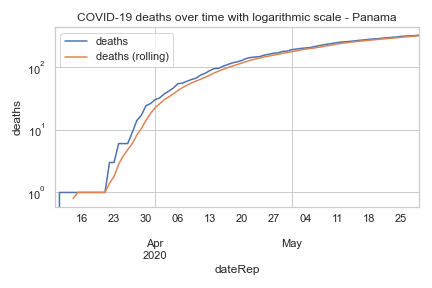 COVID-19 deaths over time with logarithmic scale - Panama
deaths
deaths (rolling)
deaths
10²
10¹
10⁰
16 23 30 06 13 20 27 04 11 18 25
Apr May
2020
dateRep